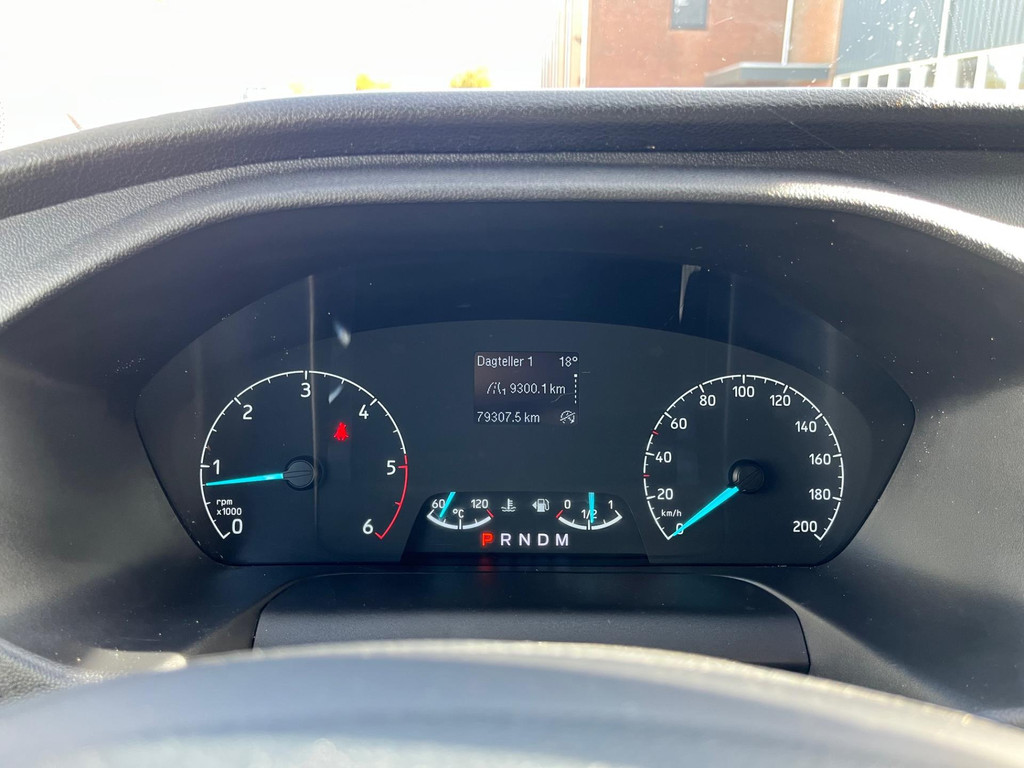 Dagteller 1 18°
1 9300.1 km
79307.5 km
0 1 2 3 4 5 6
rpm
x1000
60 120
°C
0 1/2 1
P R N D M
0 20 40 60 80 100 120 140 160 180 200
km/h